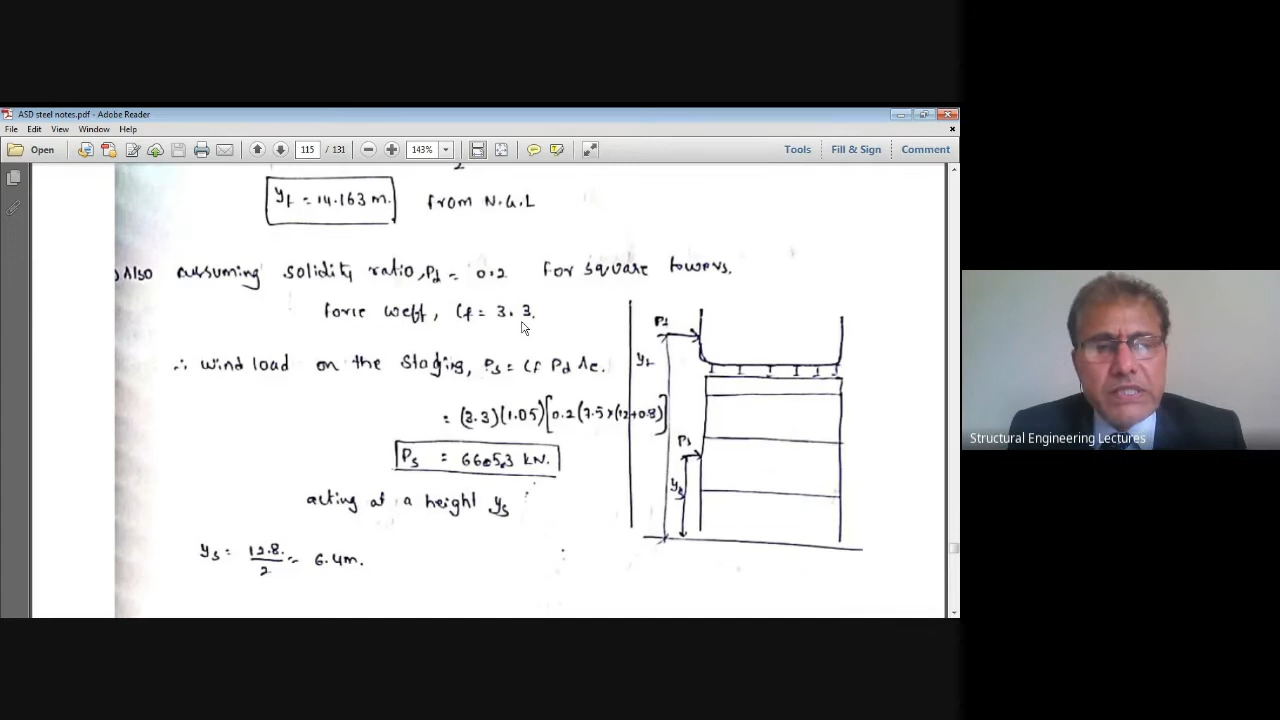 ASD steel notes.pdf - Adobe Reader
File Edit View Window Help
Open 115 / 131 143% Tools Fill & Sign Comment
2
yt = 14.163 m. from N.G.L
Also assuming solidity ratio, Pd = 0.2 for square towers.
Force coeff, Cf = 3.3.
∴ wind load on the staging, Ps = Cf Pd Ae.
= (3.3)(1.05)[0.2(7.5×(12+0.8)]
Ps = 66.53 kN.
acting at a height ys
ys = 12.8/2 = 6.4m.
Pt
yt
Ps
ys
Structural Engineering Lectures